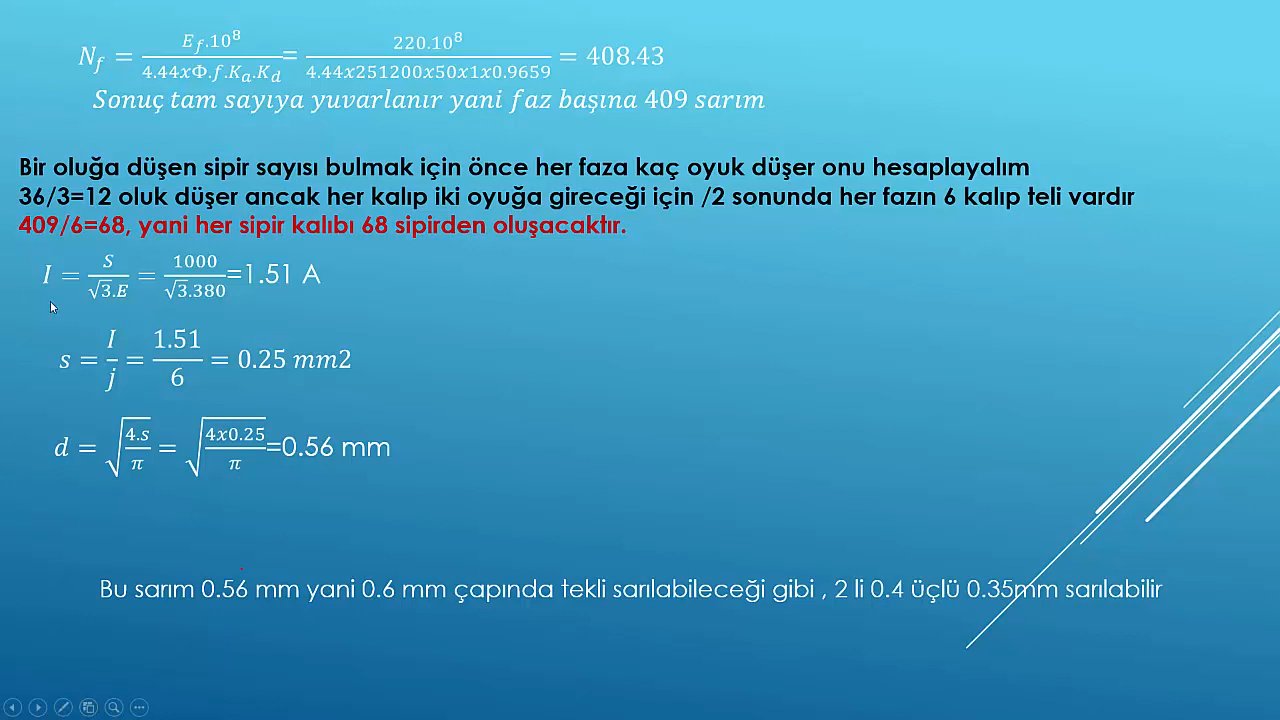 N_f = E_f.10^8 / 4.44xΦ.f.K_a.K_d = 220.10^8 / 4.44x251200x50x1x0.9659 = 408.43
Sonuç tam sayıya yuvarlanır yani faz başına 409 sarım
Bir oluğa düşen sipir sayısı bulmak için önce her faza kaç oyuk düşer onu hesaplayalım
36/3=12 oluk düşer ancak her kalıp iki oyuğa gireceği için /2 sonunda her fazın 6 kalıp teli vardır
409/6=68, yani her sipir kalıbı 68 sipirden oluşacaktır.
I = S / √3.E = 1000 / √3.380 =1.51 A
s = I / j = 1.51 / 6 = 0.25 mm2
d = √(4.s / π) = √(4x0.25 / π) =0.56 mm
Bu sarım 0.56 mm yani 0.6 mm çapında tekli sarılabileceği gibi , 2 li 0.4 üçlü 0.35mm sarılabilir